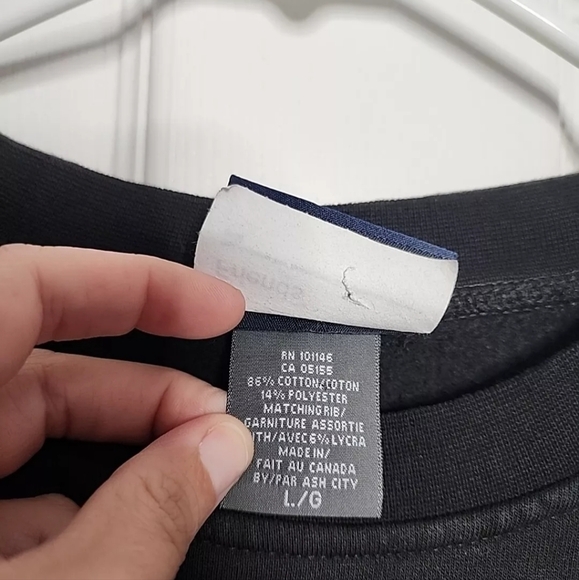 RN 101146
CA 05155
86% COTTON/COTON
14% POLYESTER
MATCHING RIB/
GARNITURE ASSORTIE
ITH/AVEC 6% LYCRA
MADE IN/
FAIT AU CANADA
BY/PAR ASH CITY
L/G